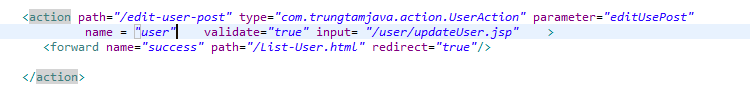 <action path="/edit-user-post" type="com.trungtamjava.action.UserAction" parameter="editUsePost"
name = "user" validate="true" input= "/user/updateUser.jsp" >
<forward name="success" path="/List-User.html" redirect="true"/>
</action>